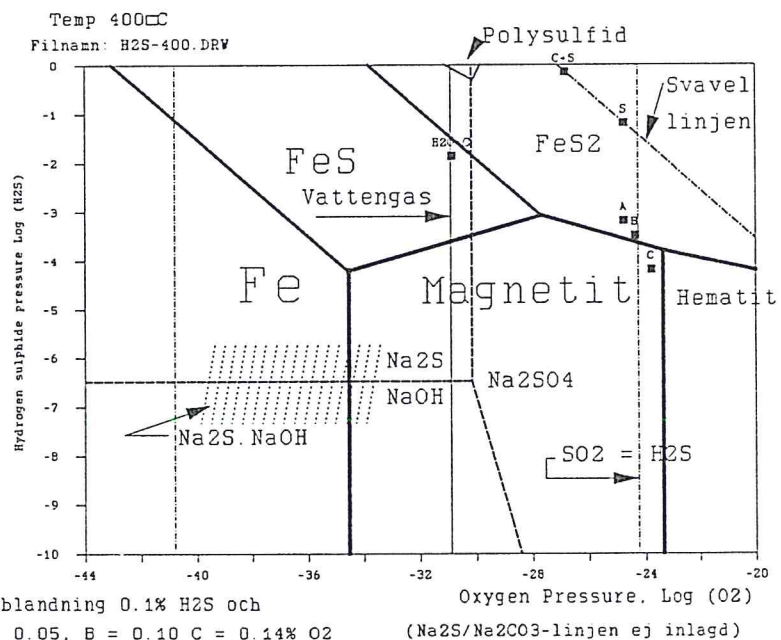 Temp 400□C
Filnamn: H2S-400.DRW
Polysulfid
C+S
Svavel
linjen
S
FeS2
FeS
Vattengas
A
B
C
Fe
Magnetit
Hematit
Na2S
NaOH
Na2SO4
Na2S.NaOH
SO2 = H2S
Hydrogen sulphide pressure Log (H2S)
0
-1
-2
-3
-4
-5
-6
-7
-8
-9
-10
-44
-40
-36
-32
-28
-24
-20
Oxygen Pressure, Log (O2)
blandning 0.1% H2S och
0.05, B = 0.10 C = 0.14% O2
(Na2S/Na2CO3-linjen ej inlagd)